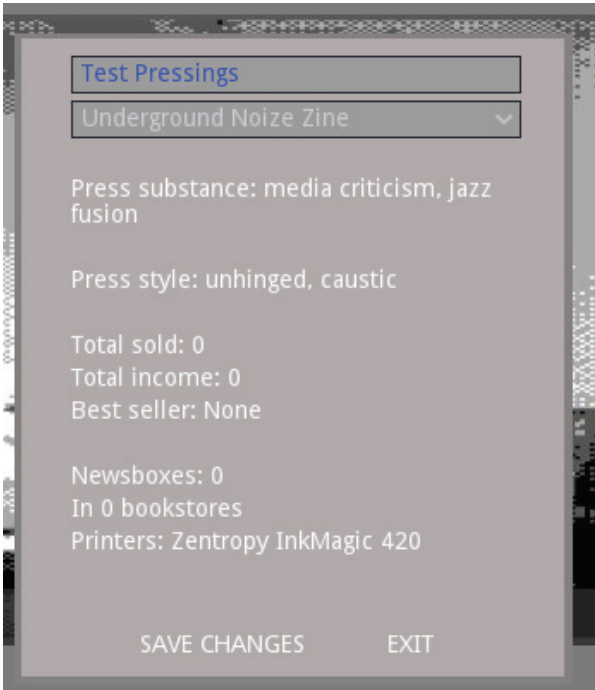 Test Pressings
Underground Noize Zine
Press substance: media criticism, jazz
fusion
Press style: unhinged, caustic
Total sold: 0
Total income: 0
Best seller: None
Newsboxes: 0
In 0 bookstores
Printers: Zentropy InkMagic 420
SAVE CHANGES EXIT